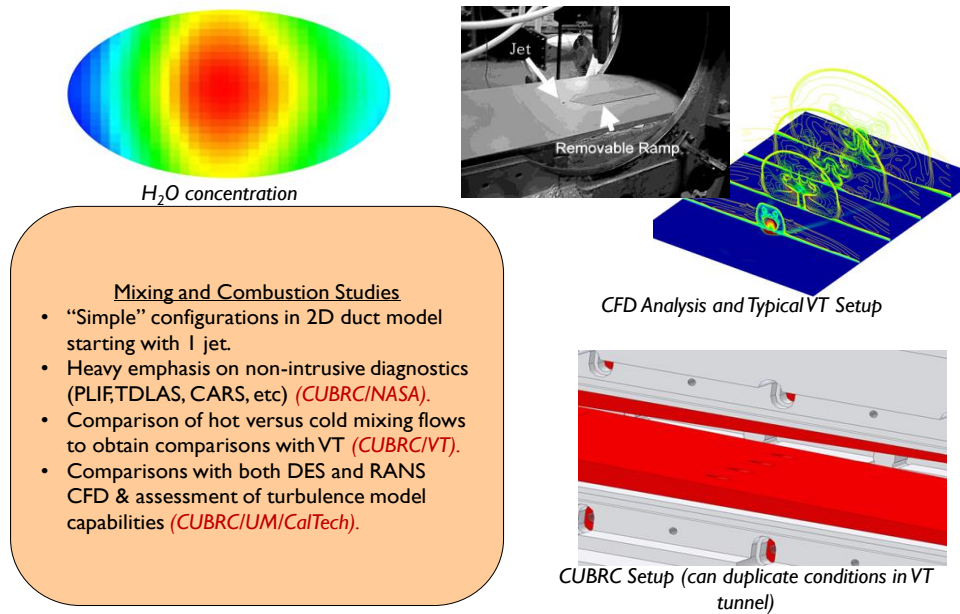 H₂O concentration
Jet
Removable Ramp
CFD Analysis and Typical VT Setup
Mixing and Combustion Studies
• “Simple” configurations in 2D duct model
starting with 1 jet.
• Heavy emphasis on non-intrusive diagnostics
(PLIF, TDLAS, CARS, etc) (CUBRC/NASA).
• Comparison of hot versus cold mixing flows
to obtain comparisons with VT (CUBRC/VT).
• Comparisons with both DES and RANS
CFD & assessment of turbulence model
capabilities (CUBRC/UM/CalTech).
CUBRC Setup (can duplicate conditions in VT
tunnel)